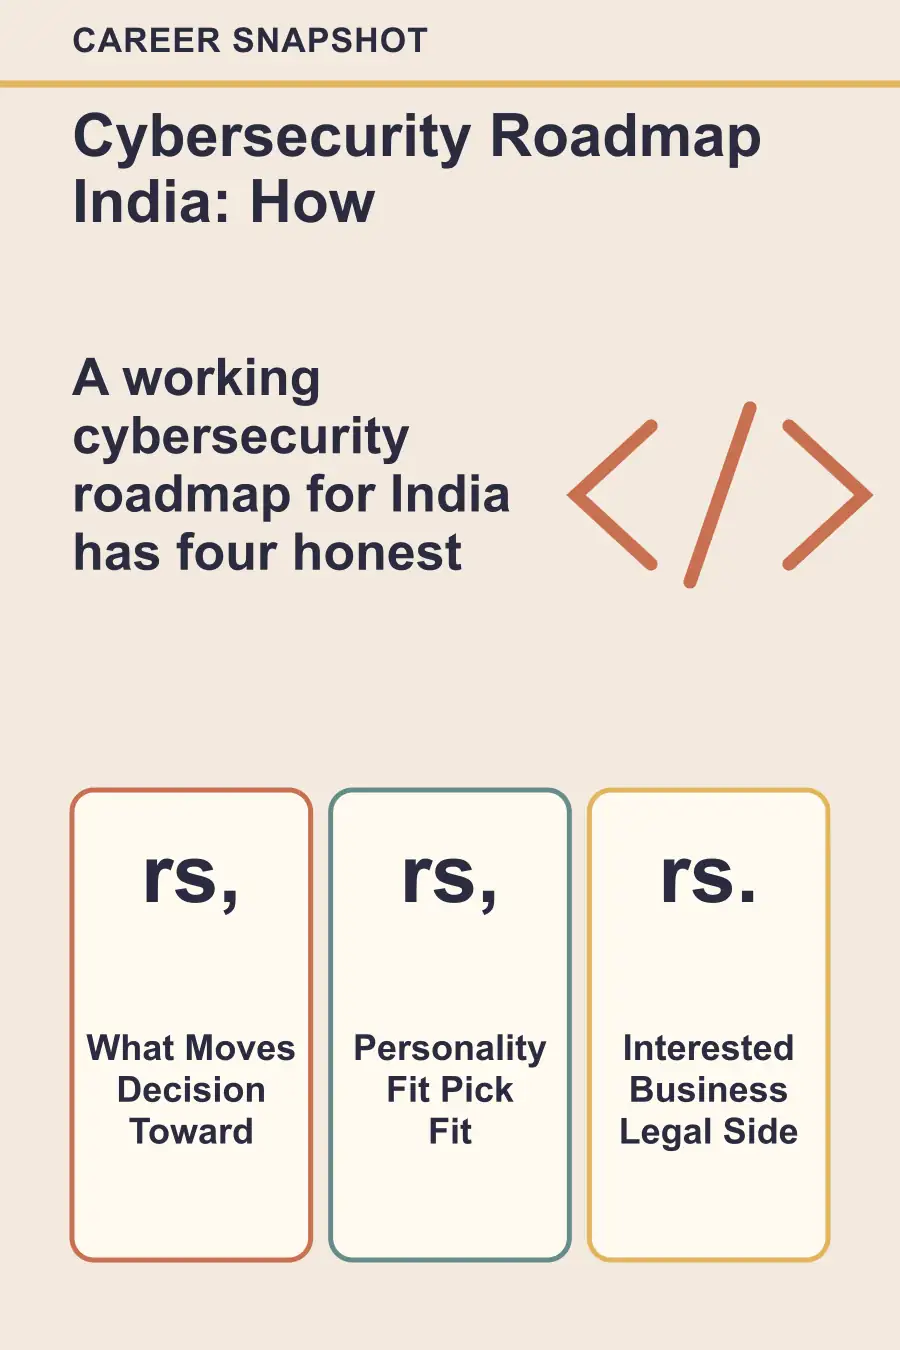 CAREER SNAPSHOT
Cybersecurity Roadmap
India: How
A working
cybersecurity
roadmap for India
has four honest
rs,
What Moves
Decision
Toward
rs,
Personality
Fit Pick
Fit
rs.
Interested
Business
Legal Side